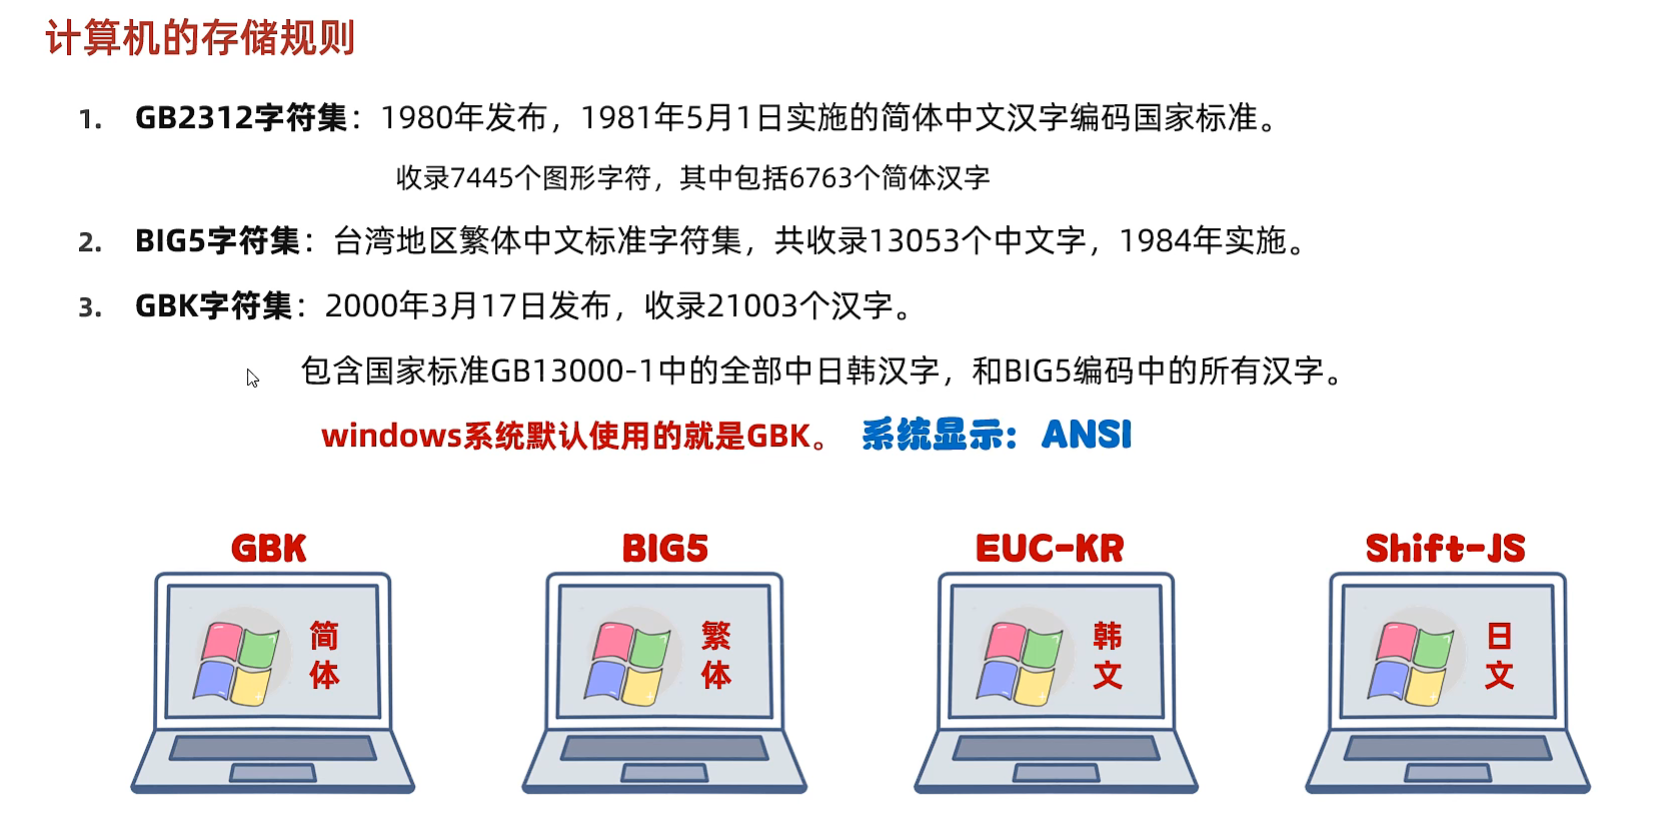 计算机的存储规则
1. GB2312字符集：1980年发布，1981年5月1日实施的简体中文汉字编码国家标准。
收录7445个图形字符，其中包括6763个简体汉字
2. BIG5字符集：台湾地区繁体中文标准字符集，共收录13053个中文字，1984年实施。
3. GBK字符集：2000年3月17日发布，收录21003个汉字。
包含国家标准GB13000-1中的全部中日韩汉字，和BIG5编码中的所有汉字。
windows系统默认使用的就是GBK。 系统显示：ANSI
GBK BIG5 EUC-KR Shift-JS
简体 繁体 韩文 日文